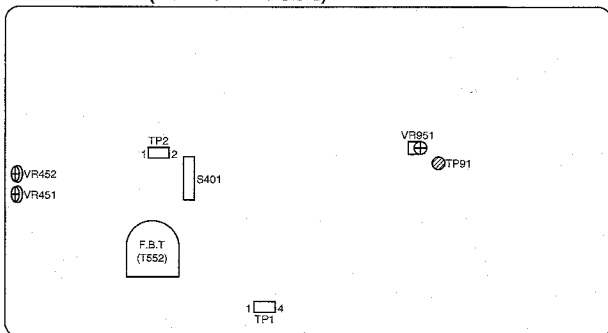 VR951
TP2
1 2
TP91
VR452
S401
VR451
F.B.T
(T552)
1 4
TP1